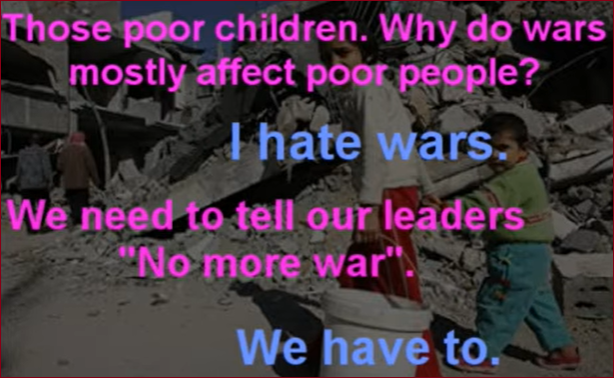 Those poor children. Why do wars
mostly affect poor people?
I hate wars.
We need to tell our leaders
"No more war".
We have to.